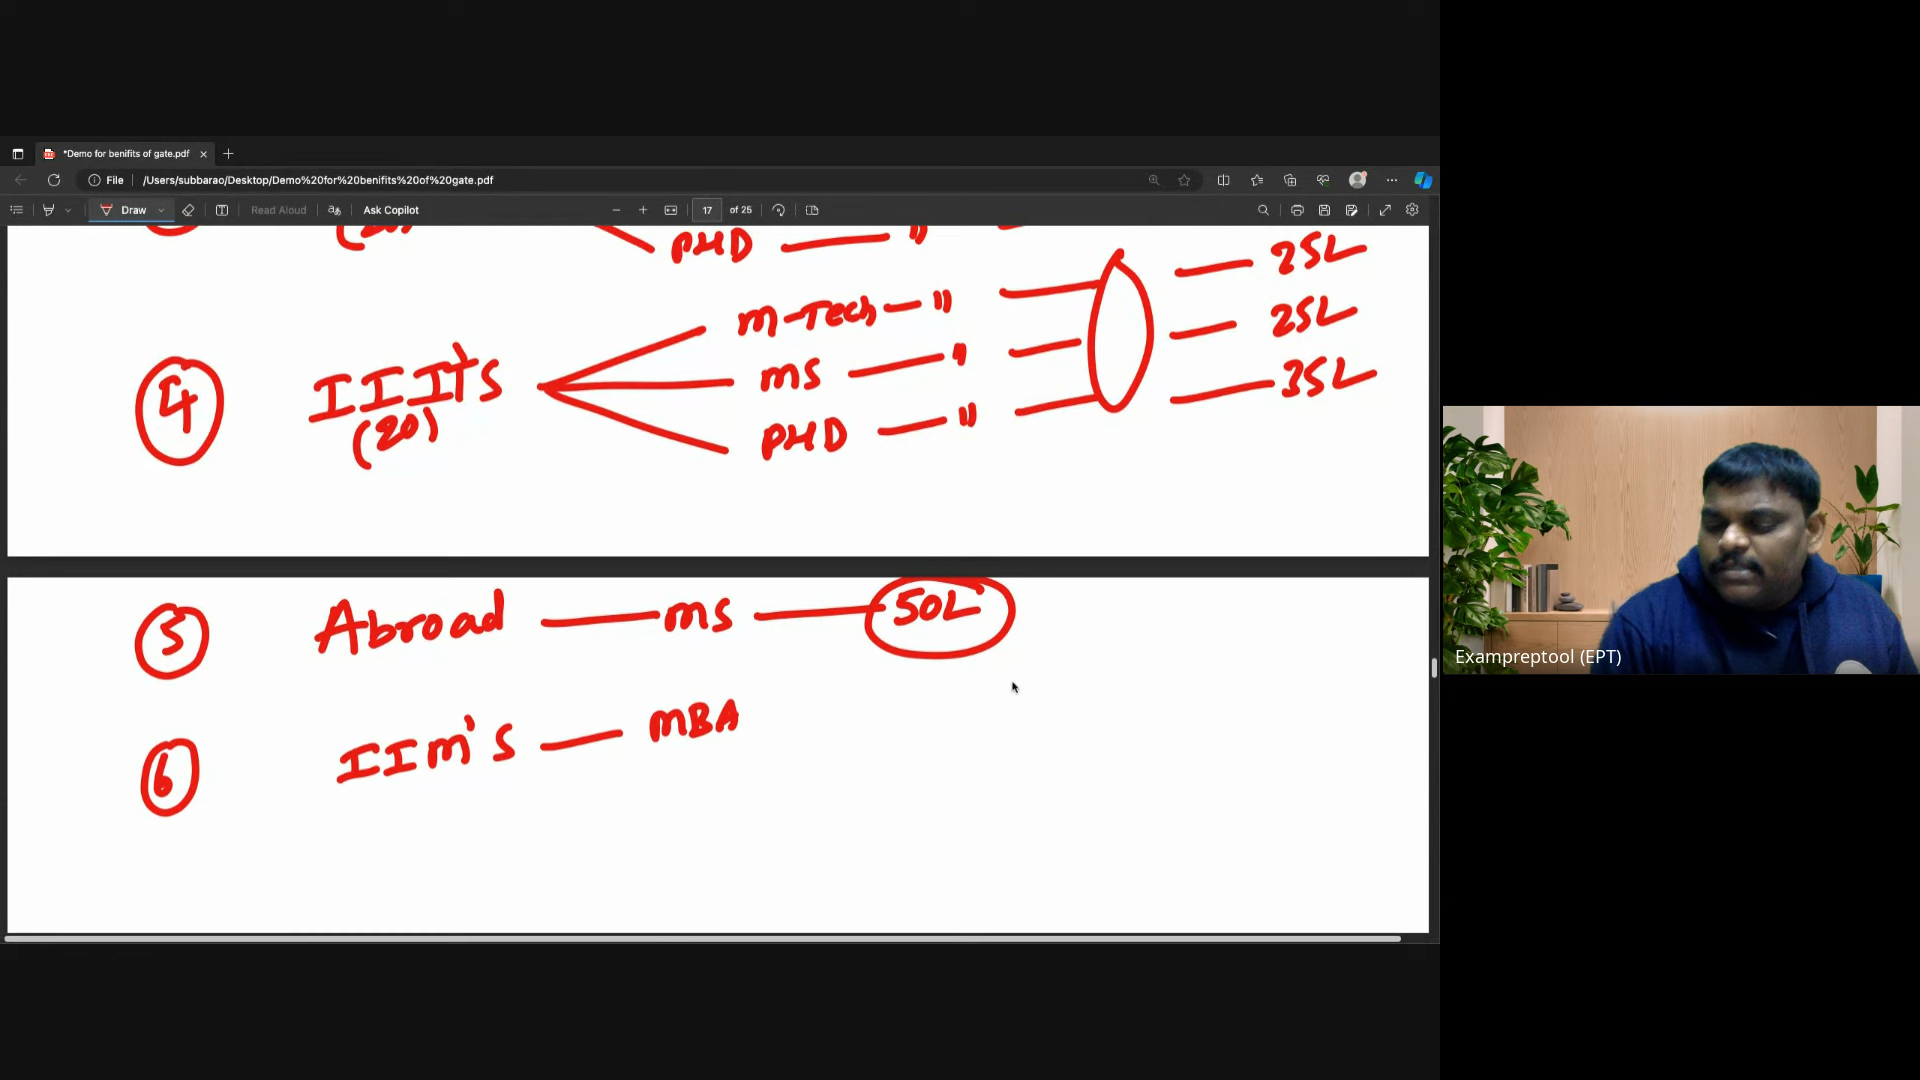 *Demo for benifits of gate.pdf
File /Users/subbarao/Desktop/Demo%20for%20benifits%20of%20gate.pdf
Draw Read Aloud Ask Copilot 17 of 25
(20) PHD — "
m-Tech — " — 25L
④ IIITS ms — " — 25L
(20) PHD — " — 35L
⑤ Abroad — ms — 50L
⑥ IIm's — MBA
Exampreptool (EPT)